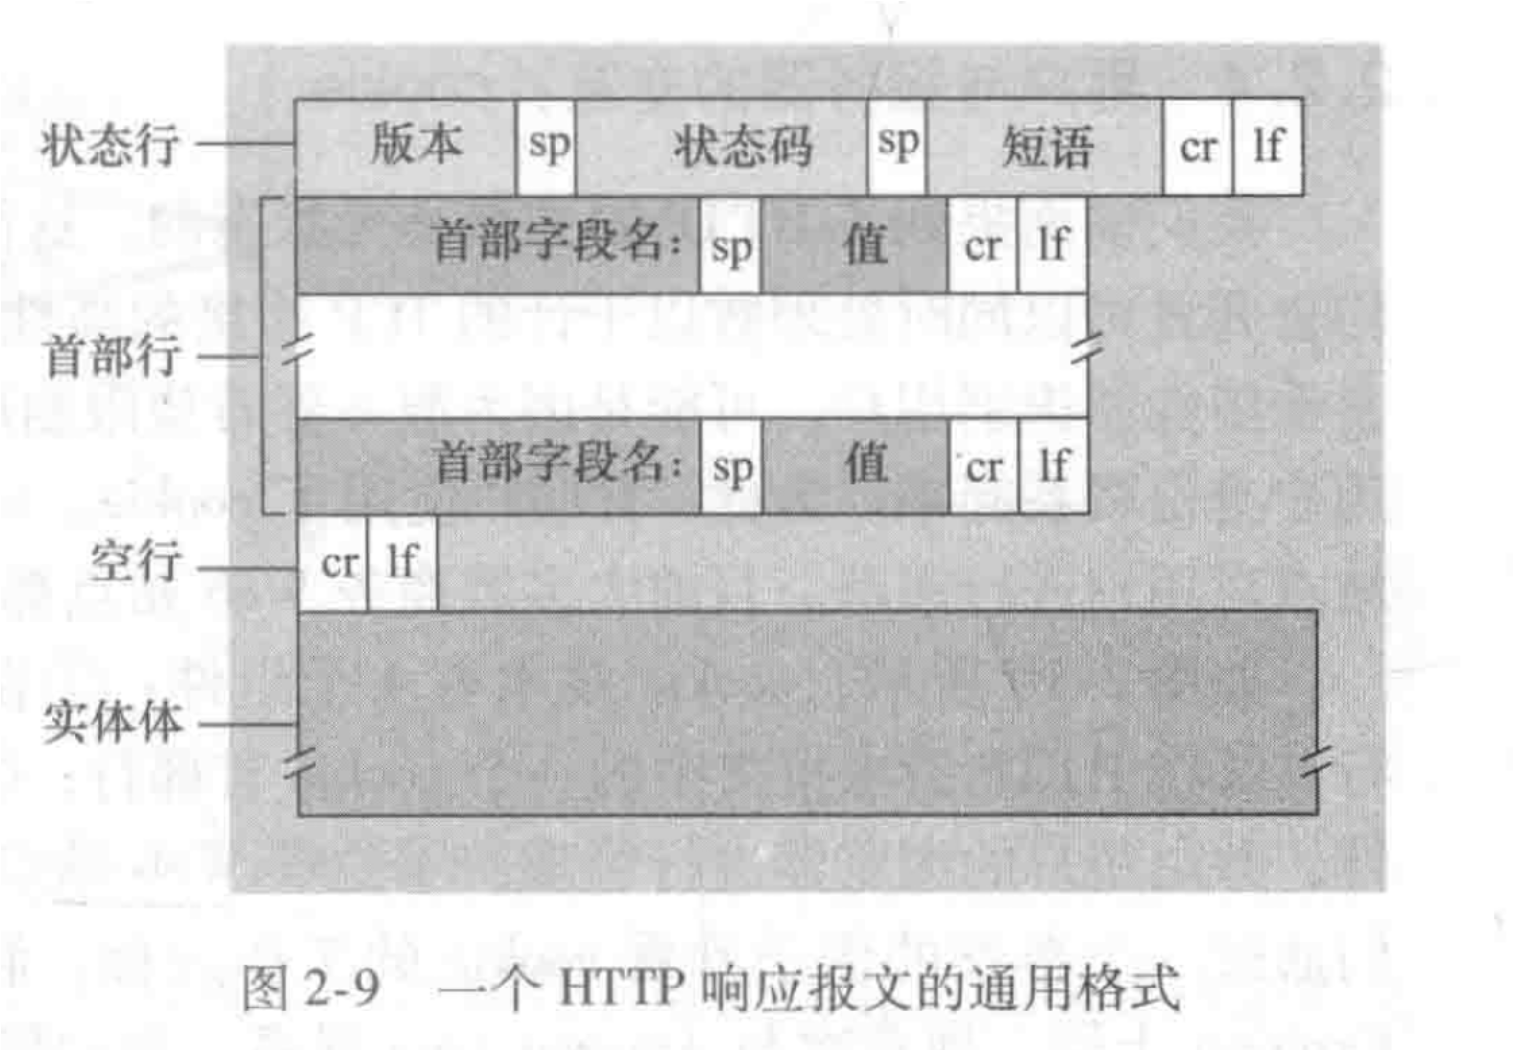 状态行 版本 sp 状态码 sp 短语 cr lf
首部字段名: sp 值 cr lf
首部行
首部字段名: sp 值 cr lf
空行 cr lf
实体体
图 2-9 一个 HTTP 响应报文的通用格式